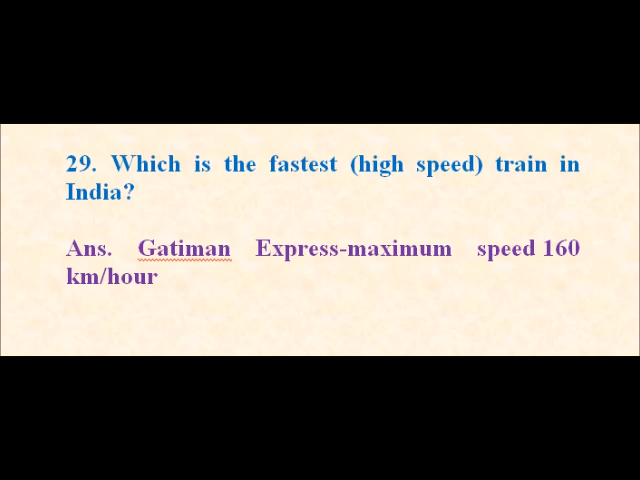 29. Which is the fastest (high speed) train in
India?
Ans. Gatiman Express-maximum speed 160
km/hour